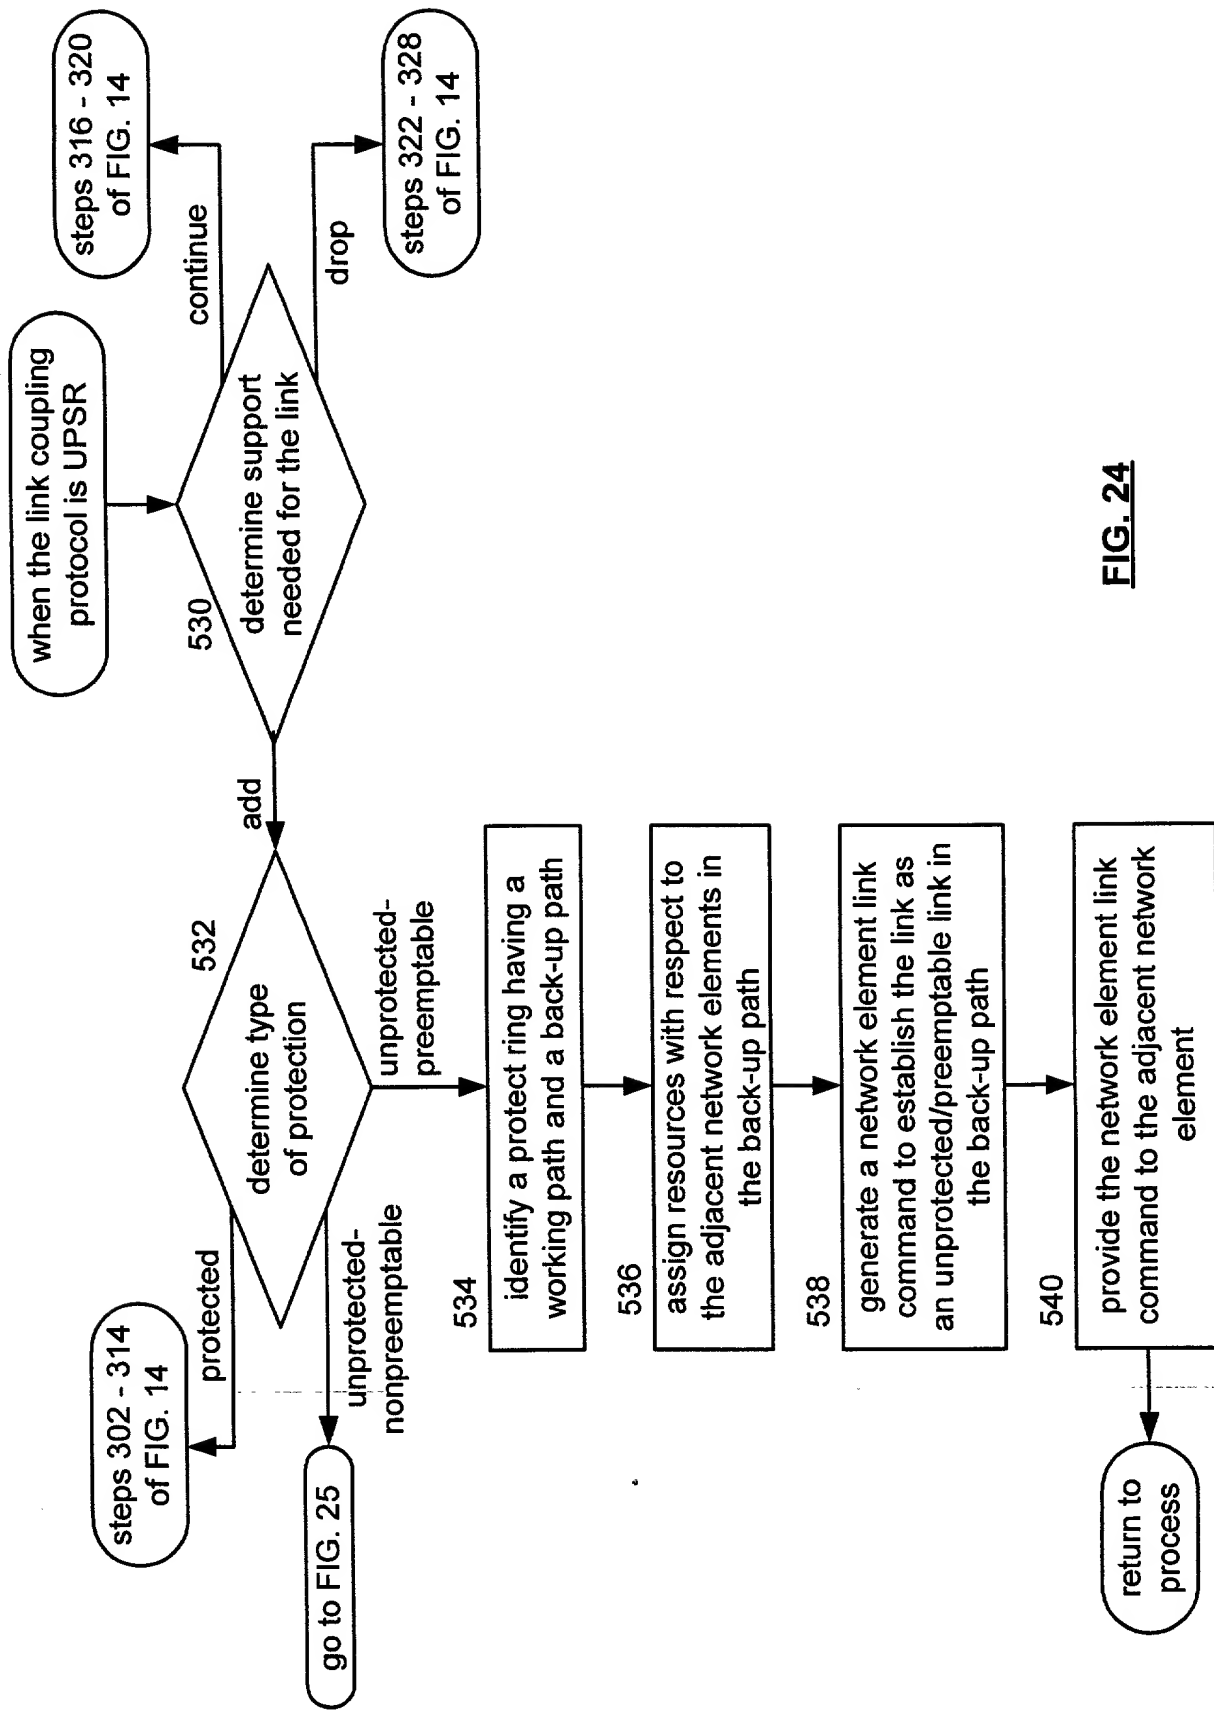 when the link coupling
protocol is UPSR
530
determine support
needed for the link
continue
steps 316 - 320
of FIG. 14
drop
steps 322 - 328
of FIG. 14
add
532
determine type
of protection
protected
steps 302 - 314
of FIG. 14
unprotected-
nonpreemptable
go to FIG. 25
unprotected-
preemptable
534
identify a protect ring having a
working path and a back-up path
536
assign resources with respect to
the adjacent network elements in
the back-up path
538
generate a network element link
command to establish the link as
an unprotected/preemptable link in
the back-up path
540
provide the network element link
command to the adjacent network
element
return to
process
FIG. 24